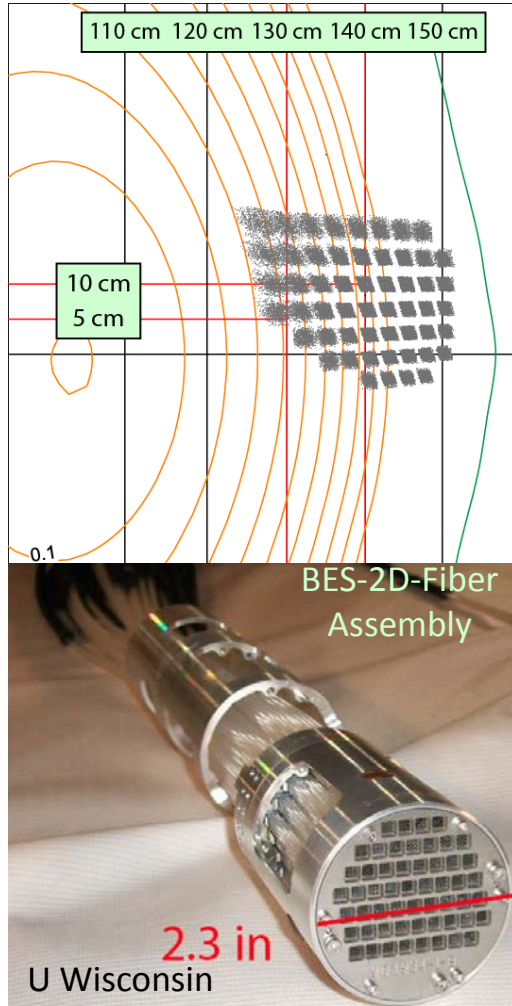 110 cm 120 cm 130 cm 140 cm 150 cm
10 cm
5 cm
0.1
BES-2D-Fiber
Assembly
2.3 in
U Wisconsin